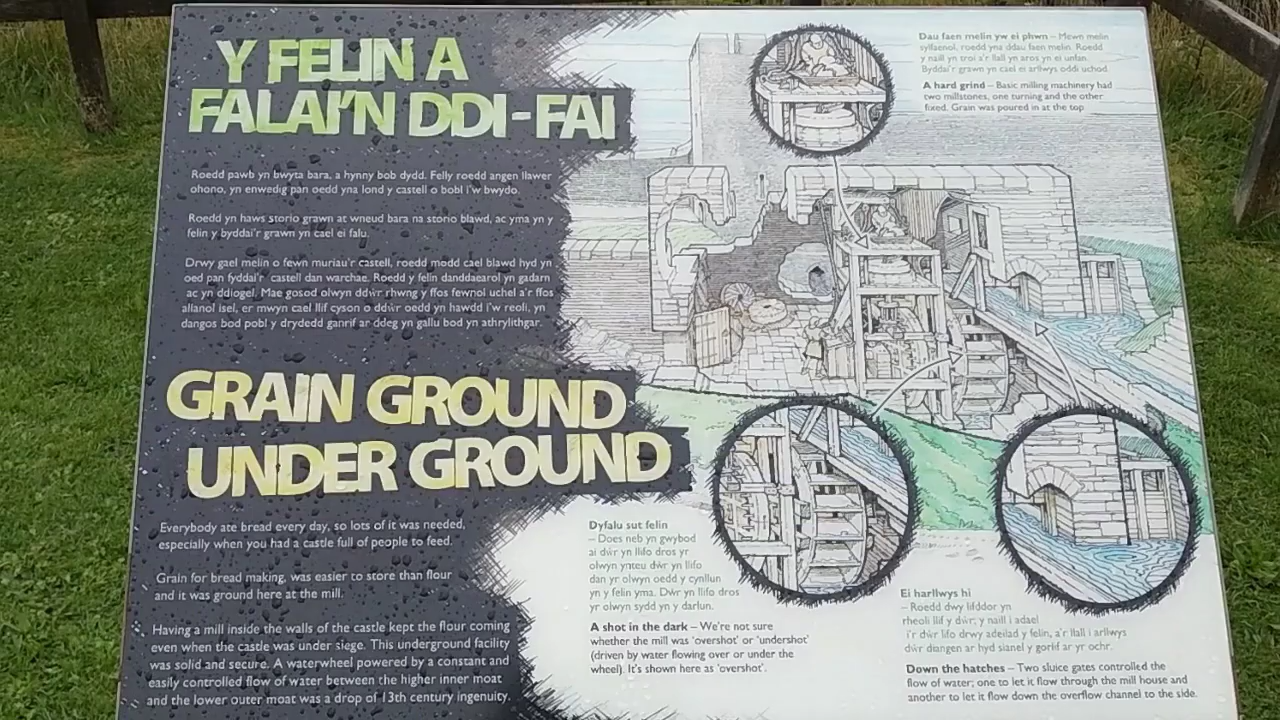 Y FELIN A
FALAI'N DDI-FAI
Roedd pawb yn bwyta bara, a hynny bob dydd. Felly roedd angen llawer
ohono, yn enwedig pan oedd yna lond y castell o bobl i'w bwydo.
Roedd yn haws storio grawn at wneud bara na storio blawd, ac yma yn y
felin y byddai'r grawn yn cael ei falu.
Drwy gael melin o fewn muriau'r castell, roedd modd cael blawd hyd yn
oed pan fyddai'r castell dan warchae. Roedd y felin danddaearol yn gadarn
ac yn ddiogel. Mae gosod olwyn ddŵr rhwng y ffos fewnol uchel a'r ffos
allanol isel, er mwyn cael llif cyson o ddŵr oedd yn hawdd i'w reoli, yn
dangos bod pobl y drydedd ganrif ar ddeg yn gallu bod yn athrylithgar.
GRAIN GROUND
UNDER GROUND
Everybody ate bread every day, so lots of it was needed,
especially when you had a castle full of people to feed.
Grain for bread making, was easier to store than flour
and it was ground here at the mill.
Having a mill inside the walls of the castle kept the flour coming
even when the castle was under siege. This underground facility
was solid and secure. A waterwheel powered by a constant and
easily controlled flow of water between the higher inner moat
and the lower outer moat was a drop of 13th century ingenuity.
Dau faen melin yw ei phwn – Mewn melin
sylfaenol, roedd yna ddau faen melin. Roedd
y naill yn troi a'r llall yn aros yn ei unfan.
Byddai'r grawn yn cael ei arllwys oddi uchod.
A hard grind – Basic milling machinery had
two millstones, one turning and the other
fixed. Grain was poured in at the top
Dyfalu sut felin
– Does neb yn gwybod
ai dŵr yn llifo dros yr
olwyn ynteu dŵr yn llifo
dan yr olwyn oedd y cynllun
yn y felin yma. Dŵr yn llifo dros
yr olwyn sydd yn y darlun.
A shot in the dark – We're not sure
whether the mill was 'overshot' or 'undershot'
(driven by water flowing over or under the
wheel). It's shown here as 'overshot'.
Ei harllwys hi
– Roedd dwy lifddor yn
rheoli llif y dŵr; y naill i adael
i'r dŵr lifo drwy adeilad y felin, a'r llall i arllwys
dŵr diangen ar hyd sianel y gorlif ar yr ochr.
Down the hatches – Two sluice gates controlled the
flow of water; one to let it flow through the mill house and
another to let it flow down the overflow channel to the side.